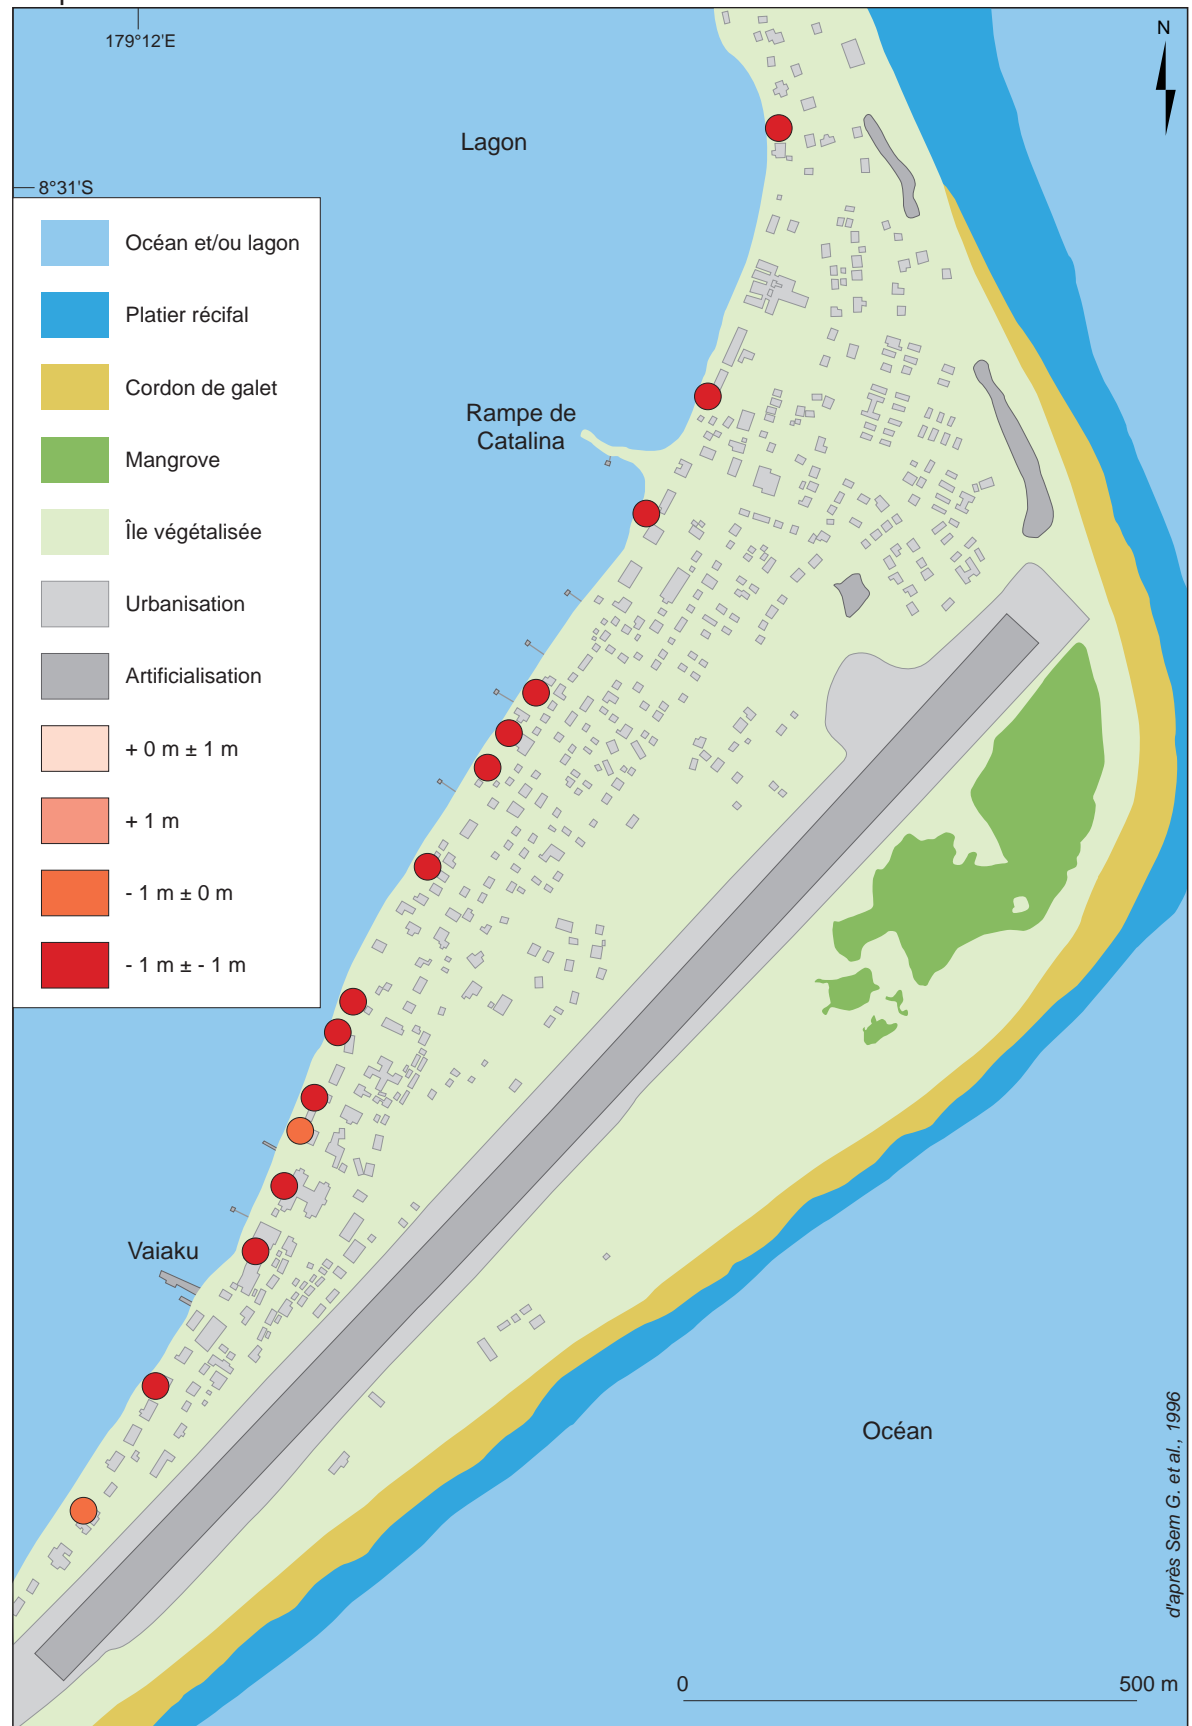 179°12'E
N
Lagon
8°31'S
Océan et/ou lagon
Platier récifal
Cordon de galet
Mangrove
Île végétalisée
Urbanisation
Artificialisation
+ 0 m ± 1 m
+ 1 m
- 1 m ± 0 m
- 1 m ± - 1 m
Rampe de
Catalina
Vaiaku
Océan
d'après Sem G. et al., 1996
0
500 m